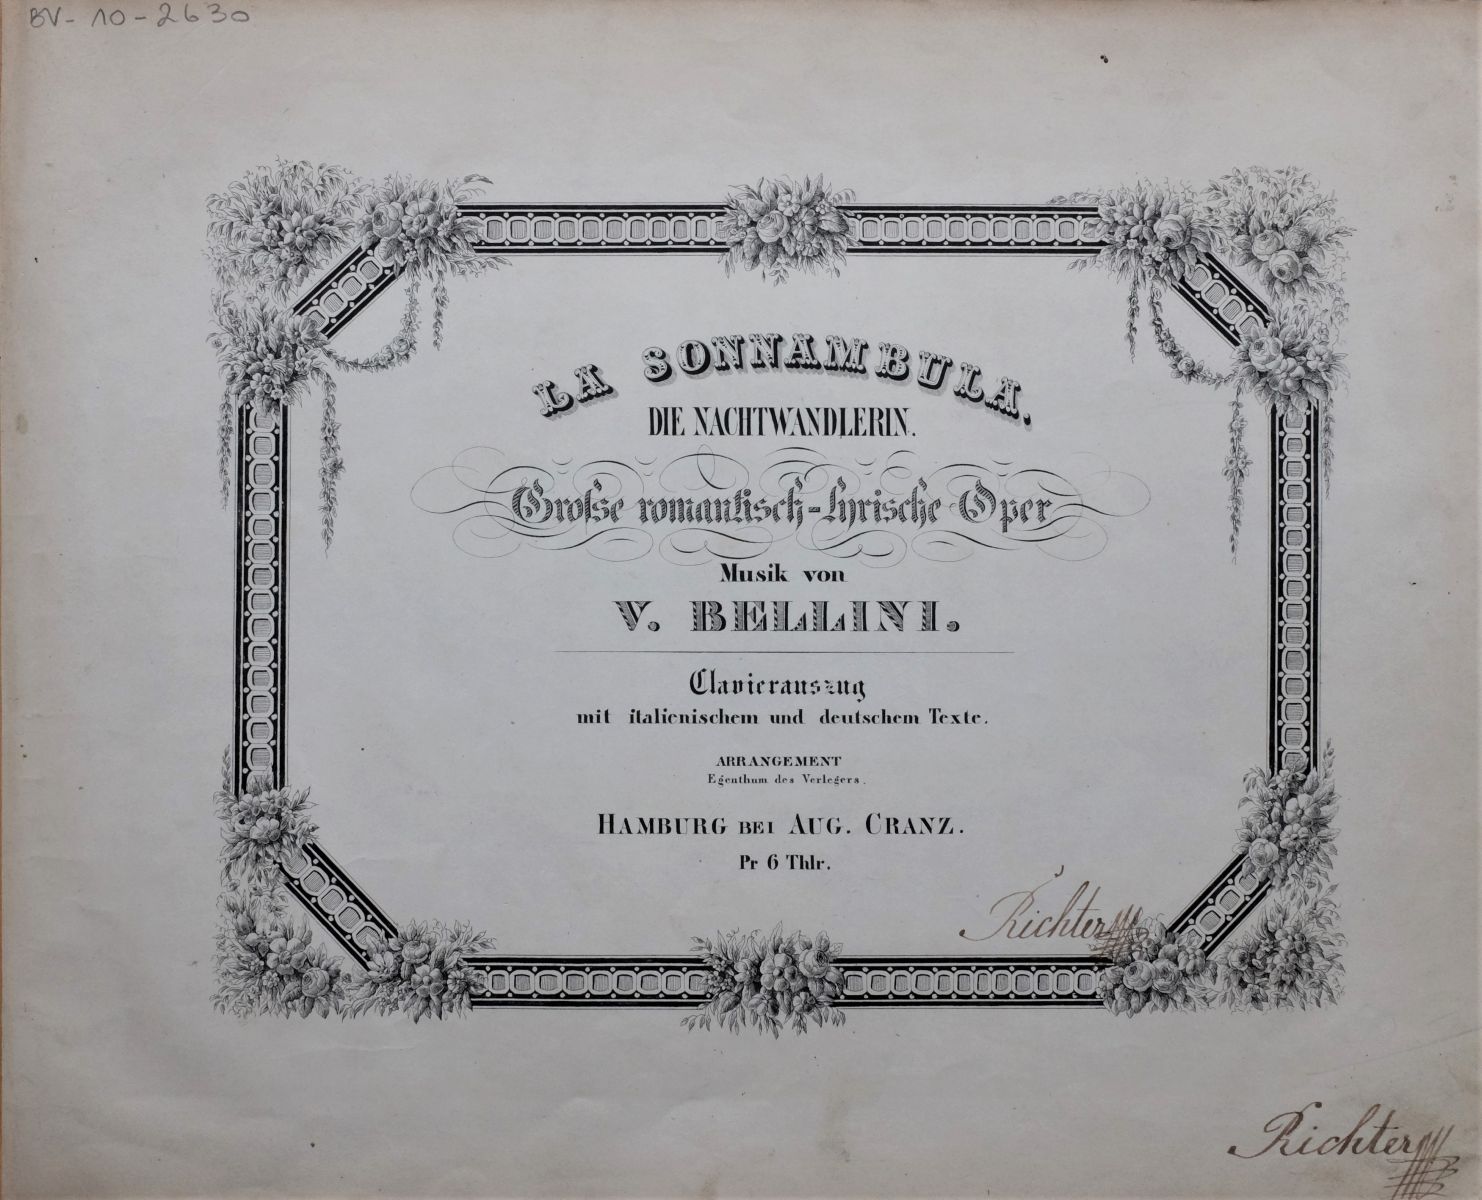 BV-10-2630
LA SONNAMBULA.
DIE NACHTWANDLERIN.
Groſse romantisch-lyrische Oper
Musik von
V. BELLINI.
Clavierauszug
mit italienischem und deutschem Texte.
ARRANGEMENT
Egenthum des Verlegers.
HAMBURG BEI AUG. CRANZ.
Pr 6 Thlr.
Richter
Richter